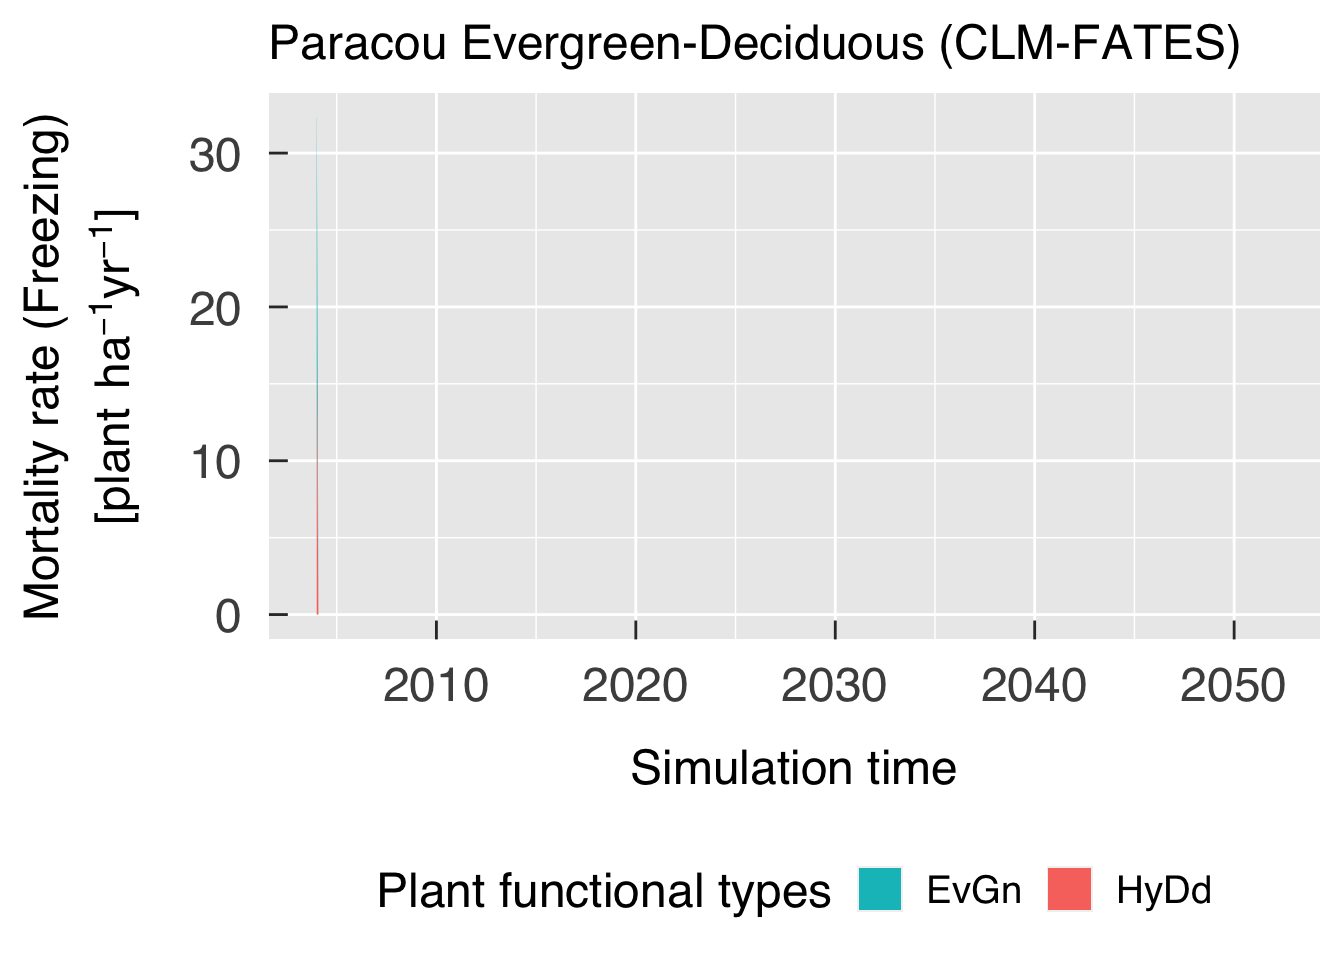 Paracou Evergreen-Deciduous (CLM-FATES)
Mortality rate (Freezing)
[plant ha⁻¹yr⁻¹]
30
20
10
0
2010 2020 2030 2040 2050
Simulation time
Plant functional types EvGn HyDd